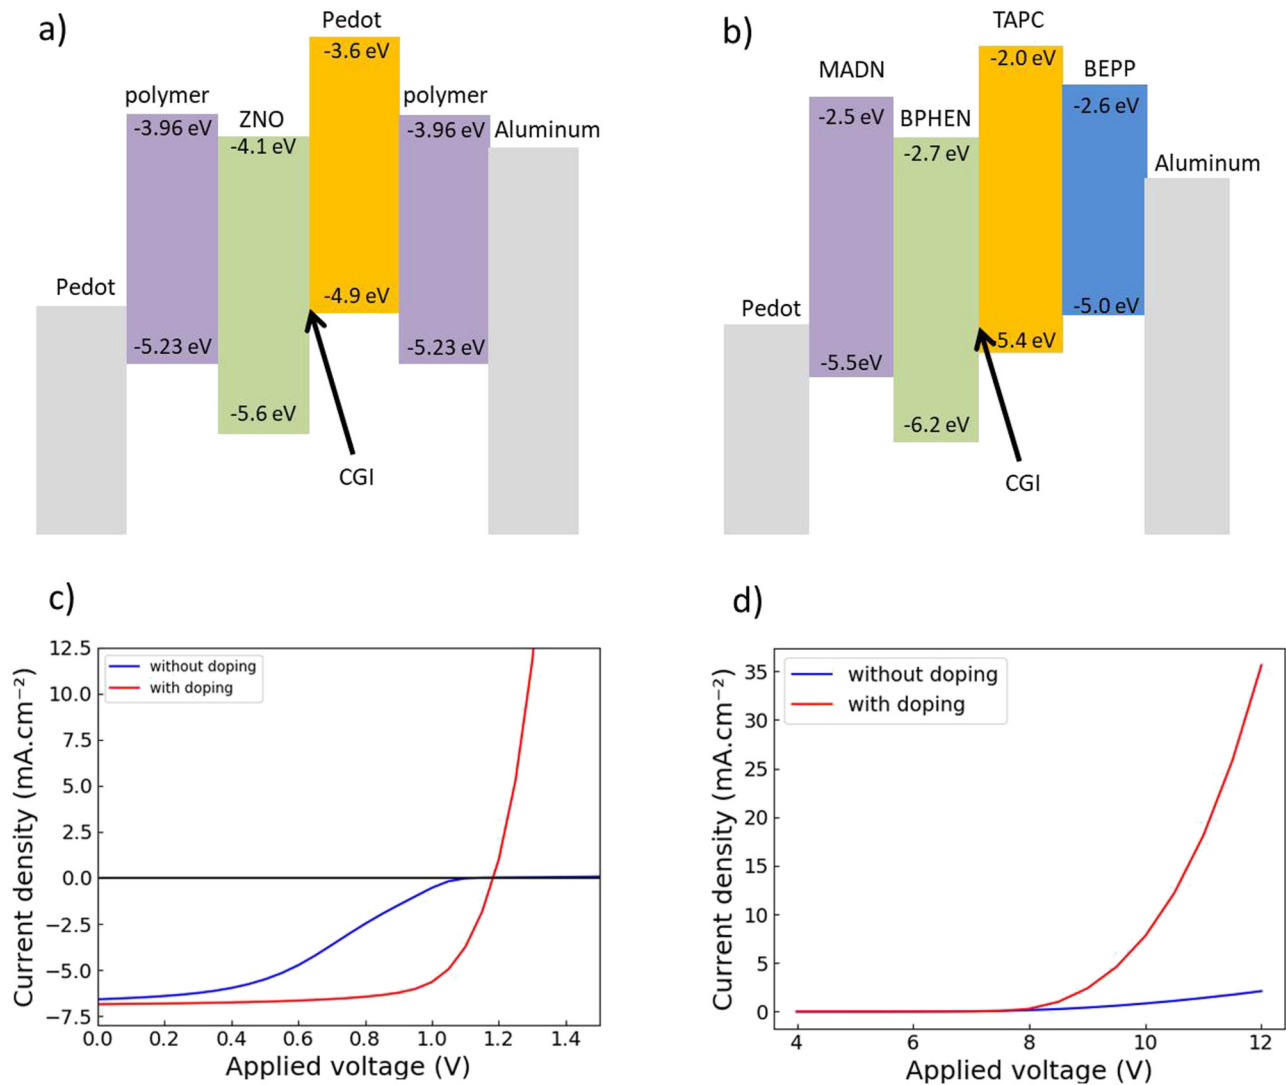 a)
Pedot
-3.6 eV
polymer
ZNO
polymer
Aluminum
-3.96 eV
-4.1 eV
-3.96 eV
Pedot
-4.9 eV
-5.23 eV
-5.23 eV
-5.6 eV
CGI
b)
TAPC
-2.0 eV
MADN
BEPP
-2.5 eV
BPHEN
-2.6 eV
-2.7 eV
Aluminum
Pedot
-5.0 eV
5.4 eV
-5.5eV
-6.2 eV
CGI
c)
12.5
10.0
7.5
5.0
2.5
0.0
−2.5
−5.0
−7.5
Current density (mA.cm⁻²)
without doping
with doping
0.0 0.2 0.4 0.6 0.8 1.0 1.2 1.4
Applied voltage (V)
d)
35
30
25
20
15
10
5
0
Current density (mA.cm⁻²)
without doping
with doping
4 6 8 10 12
Applied voltage (V)